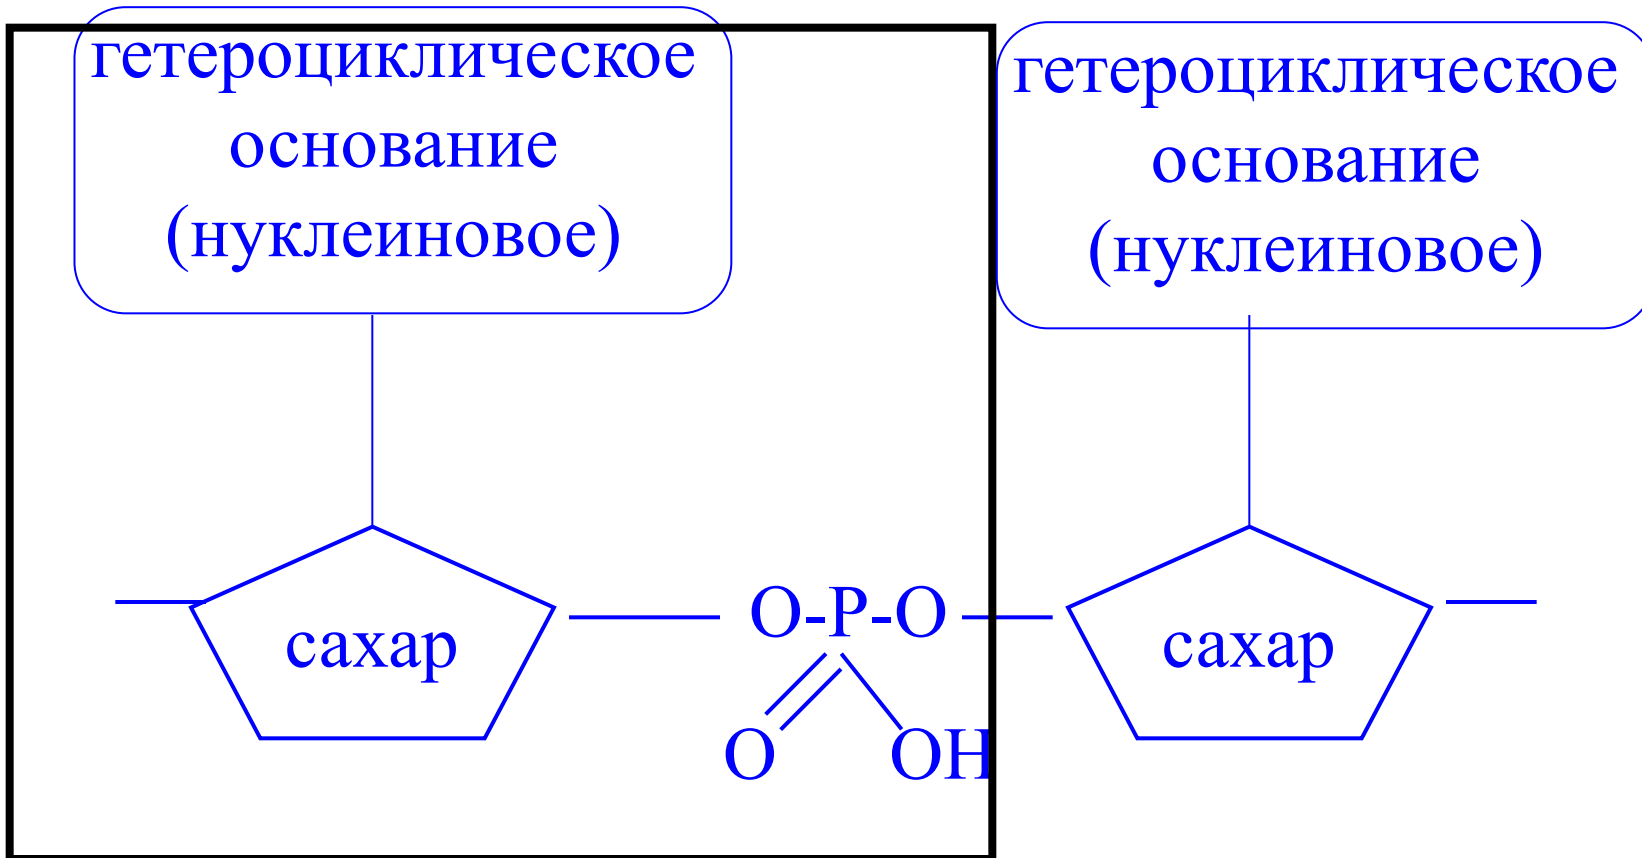 гетероциклическое
основание
(нуклеиновое)
гетероциклическое
основание
(нуклеиновое)
сахар
O-P-O
сахар
O
OH